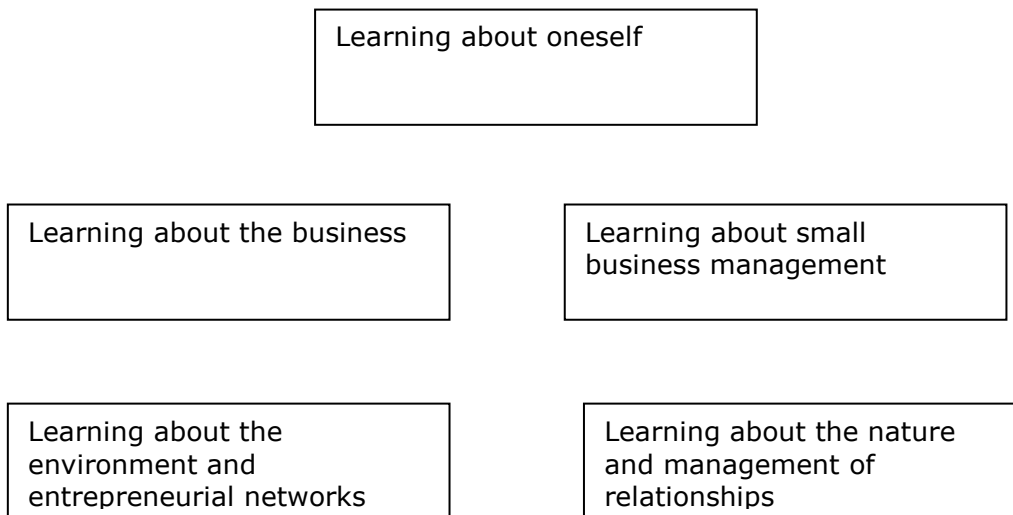 Learning about oneself
Learning about the business
Learning about small
business management
Learning about the
environment and
entrepreneurial networks
Learning about the nature
and management of
relationships